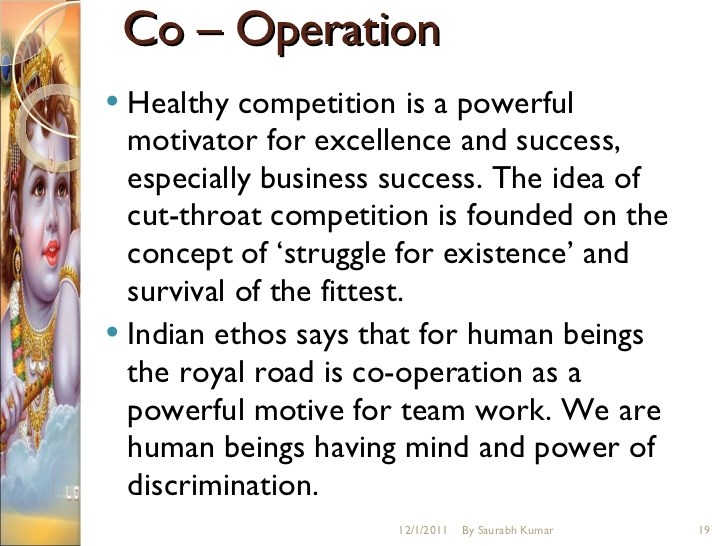 Co – Operation
• Healthy competition is a powerful
motivator for excellence and success,
especially business success. The idea of
cut-throat competition is founded on the
concept of ‘struggle for existence’ and
survival of the fittest.
• Indian ethos says that for human beings
the royal road is co-operation as a
powerful motive for team work. We are
human beings having mind and power of
discrimination.
12/1/2011 By Saurabh Kumar 19